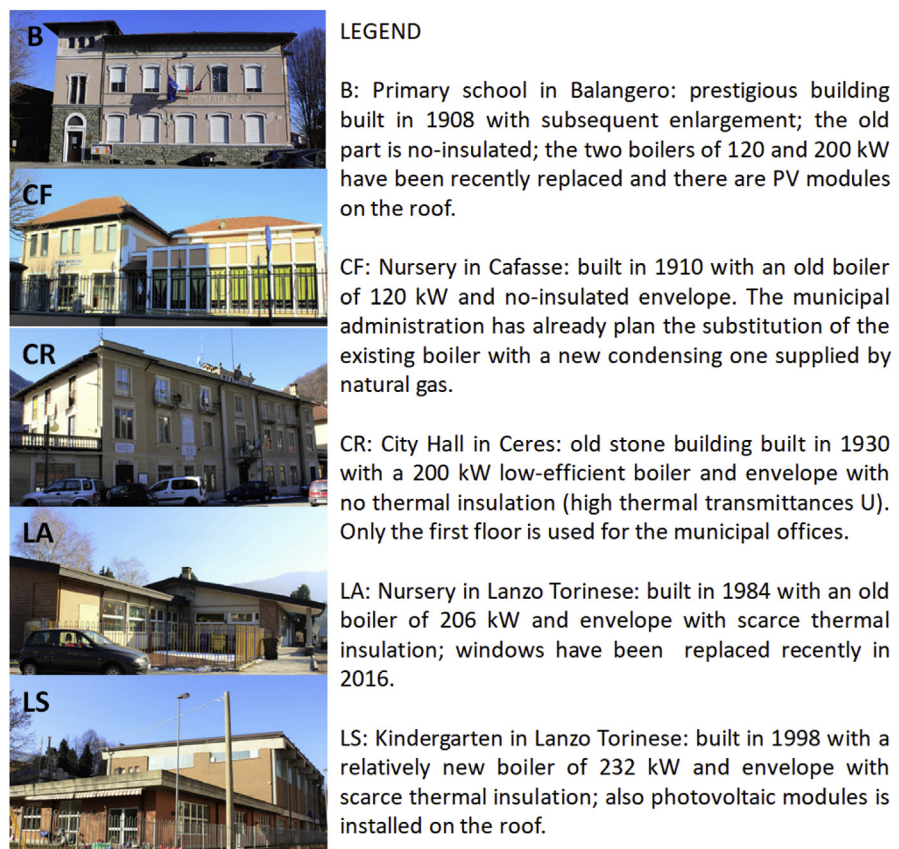 B
LEGEND
B: Primary school in Balangero: prestigious building
built in 1908 with subsequent enlargement; the old
part is no-insulated; the two boilers of 120 and 200 kW
have been recently replaced and there are PV modules
on the roof.
CF
CF: Nursery in Cafasse: built in 1910 with an old boiler
of 120 kW and no-insulated envelope. The municipal
administration has already plan the substitution of the
existing boiler with a new condensing one supplied by
natural gas.
CR
CR: City Hall in Ceres: old stone building built in 1930
with a 200 kW low-efficient boiler and envelope with
no thermal insulation (high thermal transmittances U).
Only the first floor is used for the municipal offices.
LA
LA: Nursery in Lanzo Torinese: built in 1984 with an old
boiler of 206 kW and envelope with scarce thermal
insulation; windows have been replaced recently in
2016.
LS
LS: Kindergarten in Lanzo Torinese: built in 1998 with a
relatively new boiler of 232 kW and envelope with
scarce thermal insulation; also photovoltaic modules is
installed on the roof.